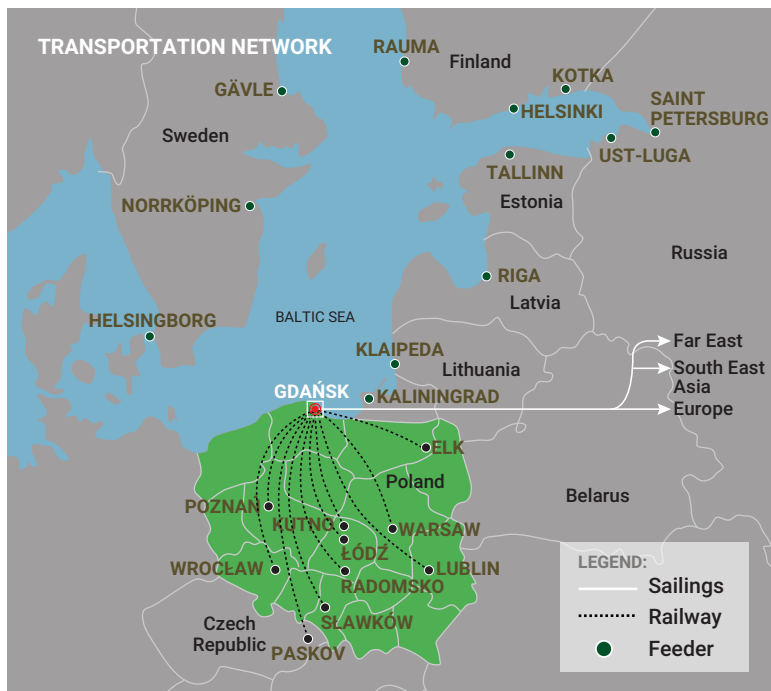 TRANSPORTATION NETWORK
RAUMA
Finland
KOTKA
GÄVLE
HELSINKI
SAINT
PETERSBURG
Sweden
UST-LUGA
TALLINN
Estonia
NORRKÖPING
Russia
RIGA
Latvia
BALTIC SEA
HELSINGBORG
Far East
KLAIPEDA
Lithuania
South East
Asia
GDAŃSK
KALININGRAD
Europe
ELK
Poland
Belarus
POZNAŃ
KUTNO
WARSAW
ŁÓDŹ
WROCŁAW
LUBLIN
RADOMSKO
SŁAWKÓW
Czech
Republic
PASKOV
LEGEND:
Sailings
Railway
Feeder